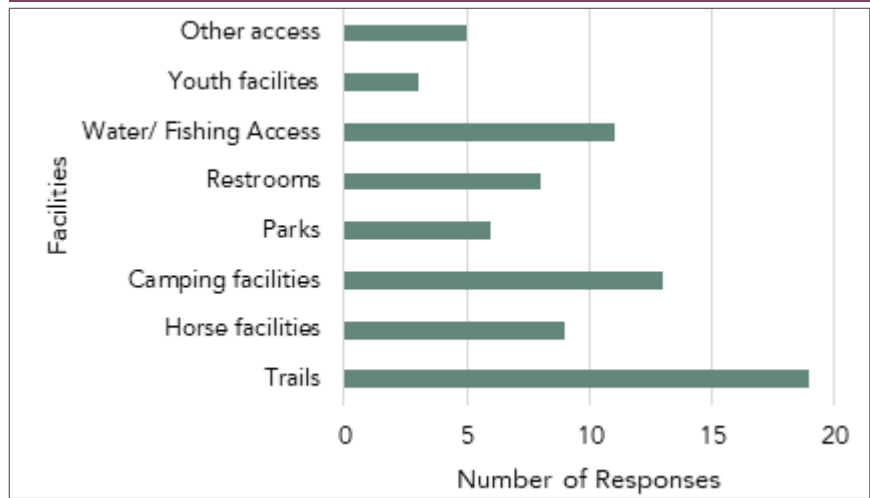 Other access
Youth facilites
Water/ Fishing Access
Restrooms
Parks
Camping facilities
Horse facilities
Trails
Facilities
0 5 10 15 20
Number of Responses